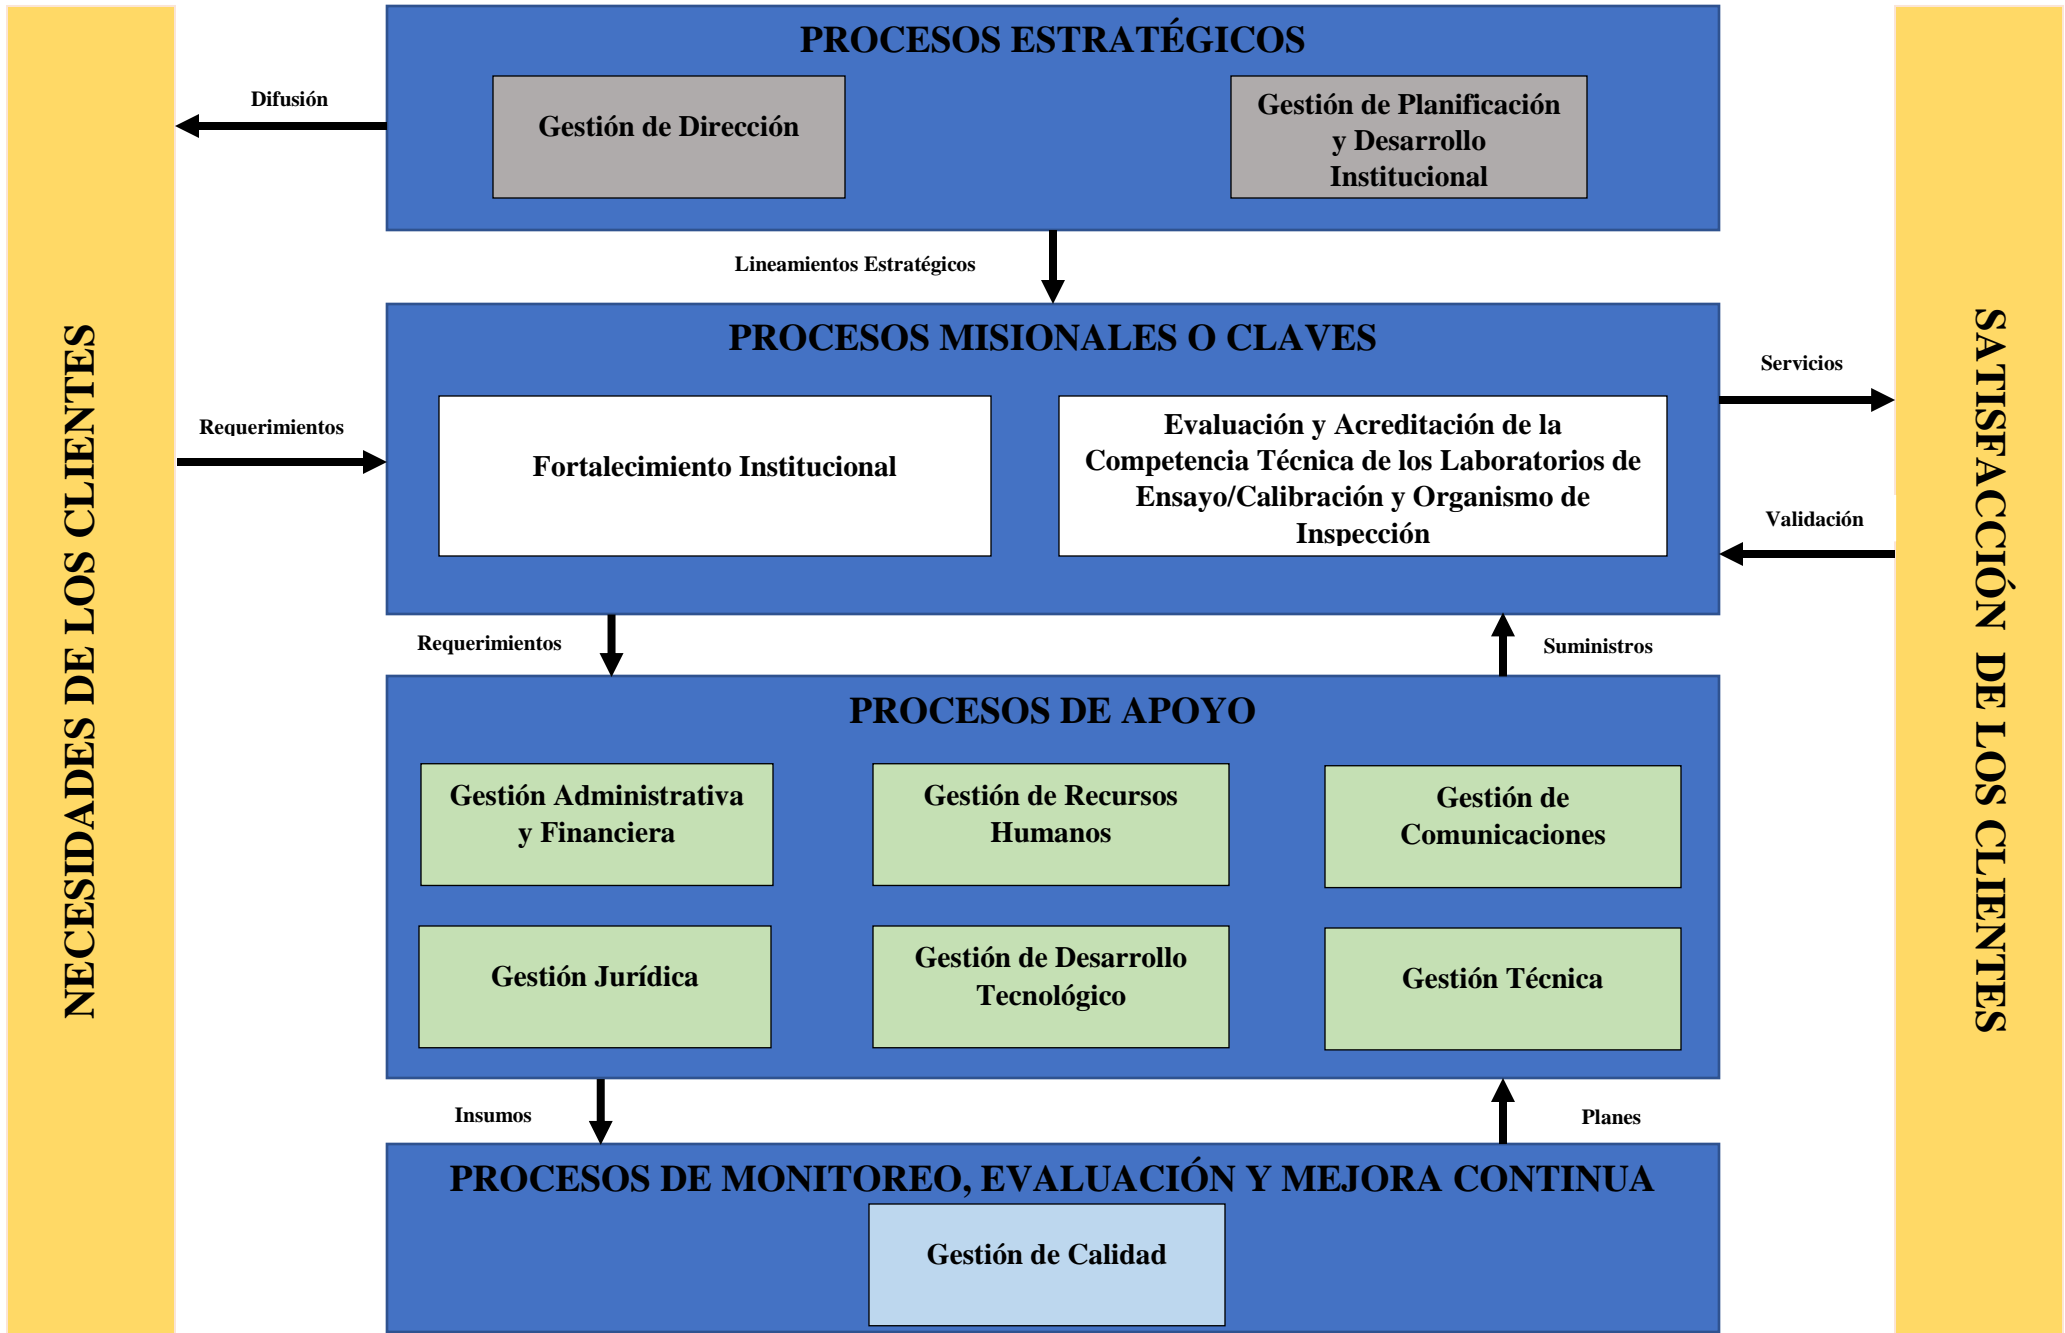 PROCESOS ESTRATÉGICOS
Difusión
Gestión de Dirección
Gestión de Planificación
y Desarrollo
Institucional
Lineamientos Estratégicos
NECESIDADES DE LOS CLIENTES
SATISFACCIÓN DE LOS CLIENTES
PROCESOS MISIONALES O CLAVES
Requerimientos
Fortalecimiento Institucional
Evaluación y Acreditación de la
Competencia Técnica de los Laboratorios de
Ensayo/Calibración y Organismo de
Inspección
Servicios
Validación
Requerimientos
Suministros
PROCESOS DE APOYO
Gestión Administrativa
y Financiera
Gestión de Recursos
Humanos
Gestión de
Comunicaciones
Gestión Jurídica
Gestión de Desarrollo
Tecnológico
Gestión Técnica
Insumos
Planes
PROCESOS DE MONITOREO, EVALUACIÓN Y MEJORA CONTINUA
Gestión de Calidad